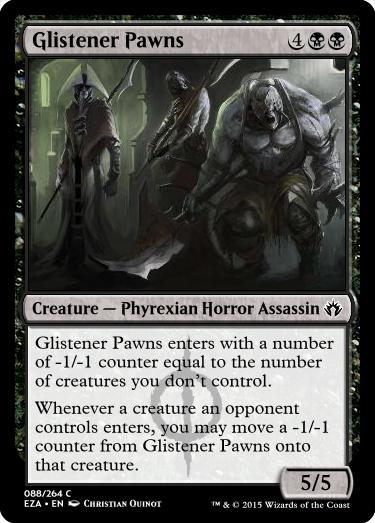 Glistener Pawns 4
Creature — Phyrexian Horror Assassin
Glistener Pawns enters with a number
of -1/-1 counter equal to the number
of creatures you don't control.
Whenever a creature an opponent
controls enters, you may move a -1/-1
counter from Glistener Pawns onto
that creature.
5/5
088/264 C
EZA • EN Christian Quinot
™ & © 2015 Wizards of the Coast